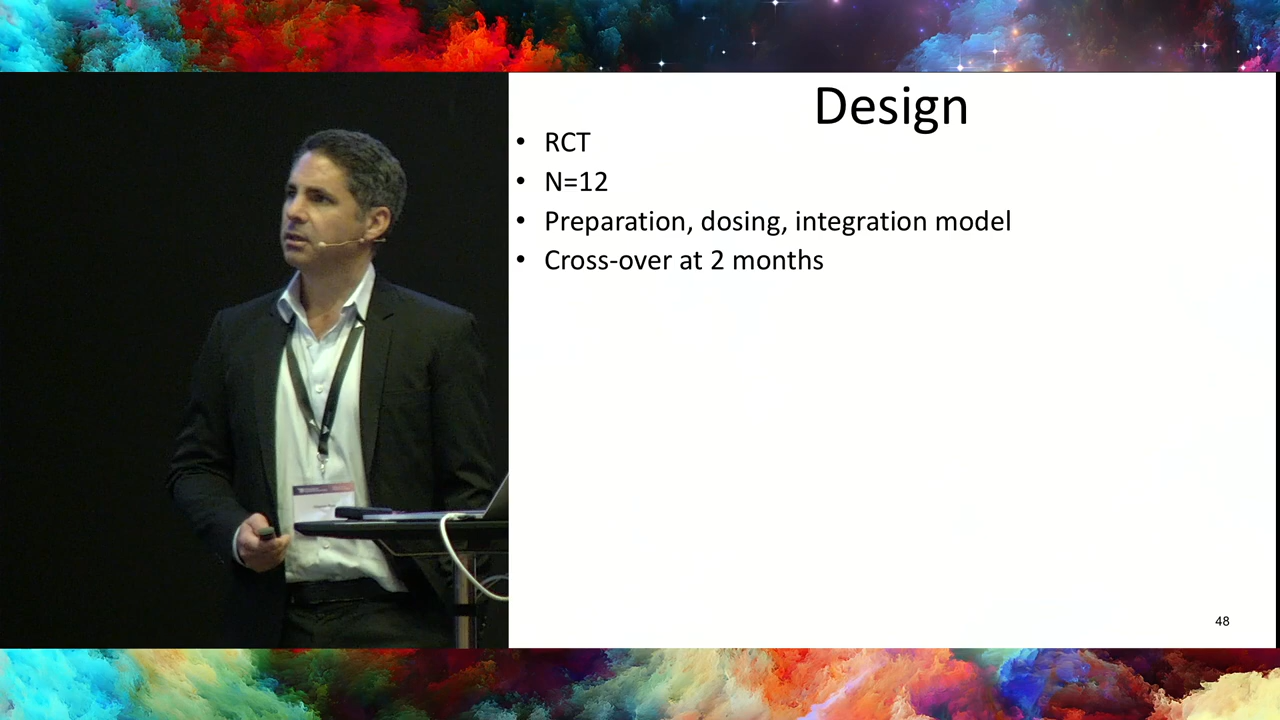 Design
• RCT
• N=12
• Preparation, dosing, integration model
• Cross-over at 2 months
48